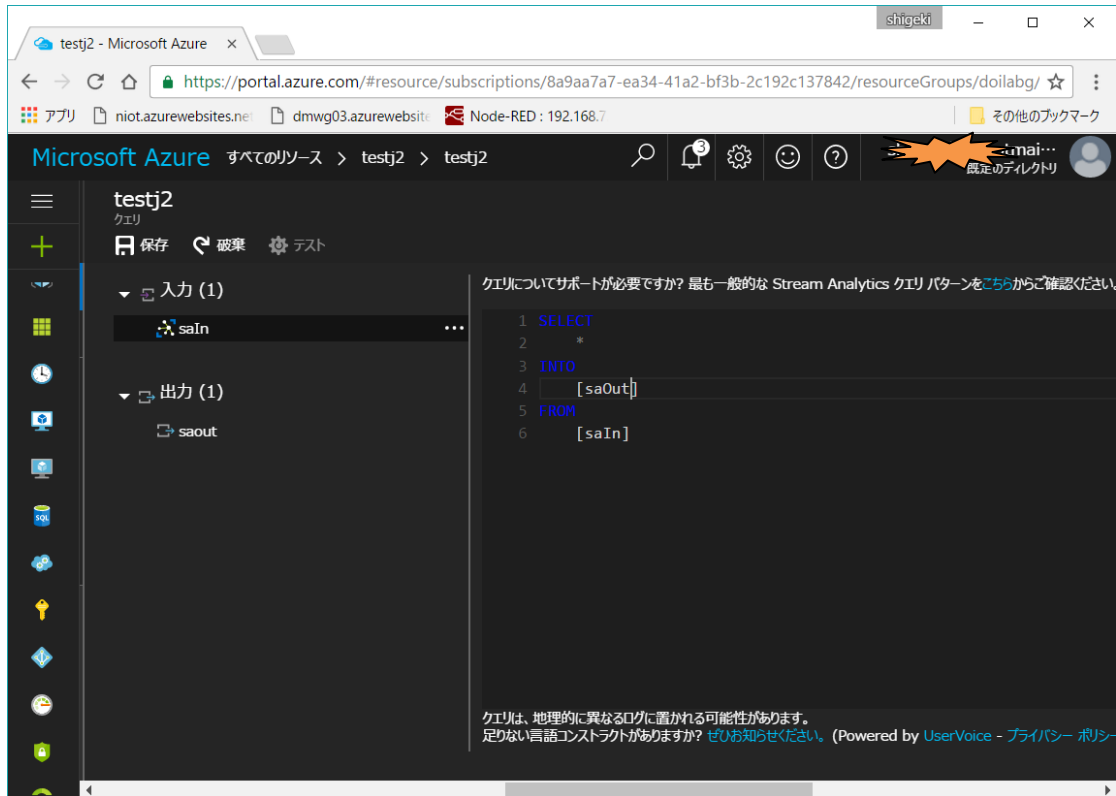 shigeki
testj2 - Microsoft Azure
https://portal.azure.com/#resource/subscriptions/8a9aa7a7-ea34-41a2-bf3b-2c192c137842/resourceGroups/doilabg/
アプリ niot.azurewebsites.ne dmwg03.azurewebsite Node-RED : 192.168.7 その他のブックマーク
Microsoft Azure すべてのリソース > testj2 > testj2 3
既定のディレクトリ
testj2
クエリ
保存 破棄 テスト
入力 (1)
saIn ...
出力 (1)
saout
クエリについてサポートが必要ですか? 最も一般的な Stream Analytics クエリ パターンをこちらからご確認ください。
1 SELECT
2 *
3 INTO
4 [saOut]
5 FROM
6 [saIn]
SQL
クエリは、地理的に異なるログに置かれる可能性があります。
足りない言語コンストラクトがありますか? ぜひお知らせください。 (Powered by UserVoice - プライバシー ポリシー